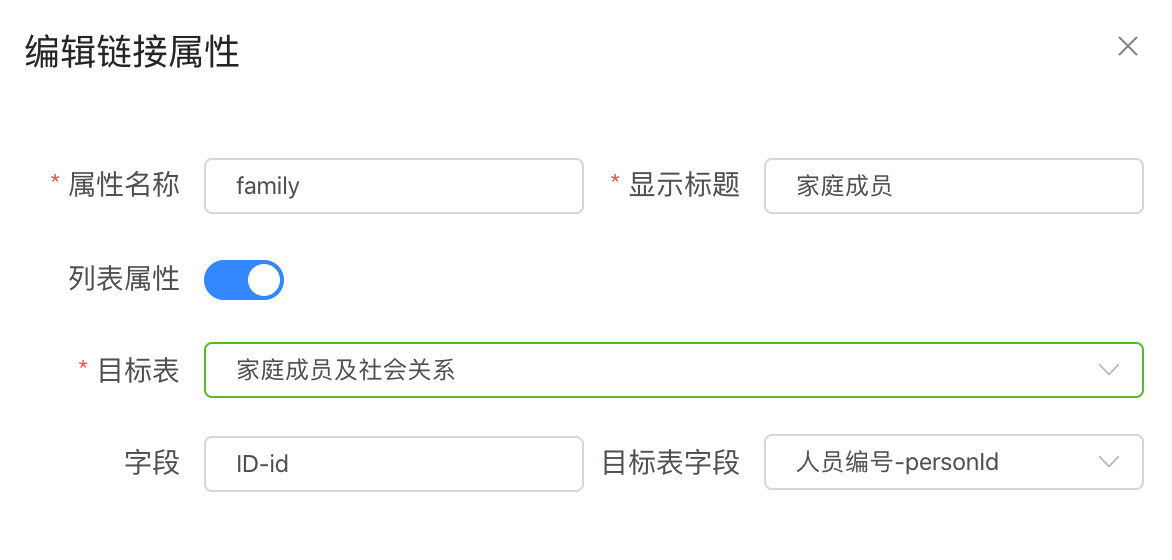 编辑链接属性
* 属性名称 family * 显示标题 家庭成员
列表属性
* 目标表 家庭成员及社会关系
字段 ID-id 目标表字段 人员编号-personId